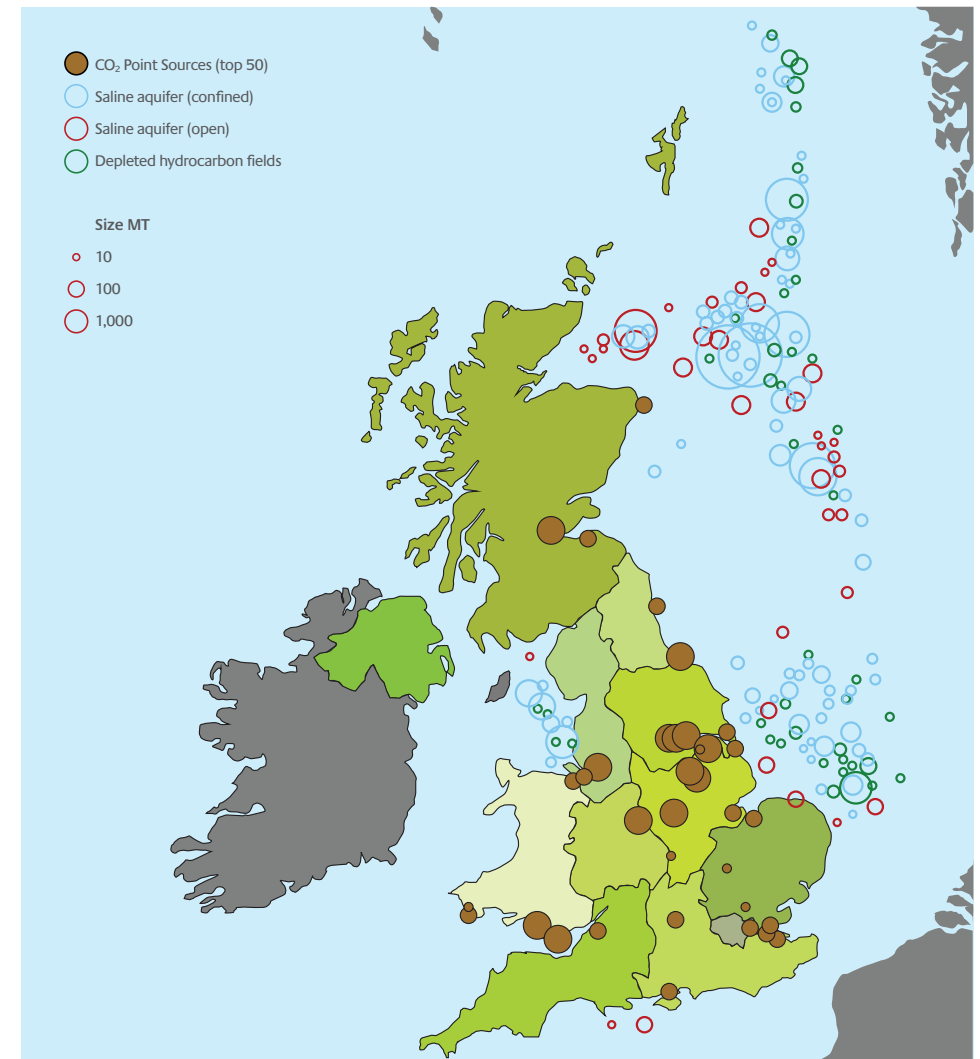 CO₂ Point Sources (top 50)
Saline aquifer (confined)
Saline aquifer (open)
Depleted hydrocarbon fields
Size MT
10
100
1,000